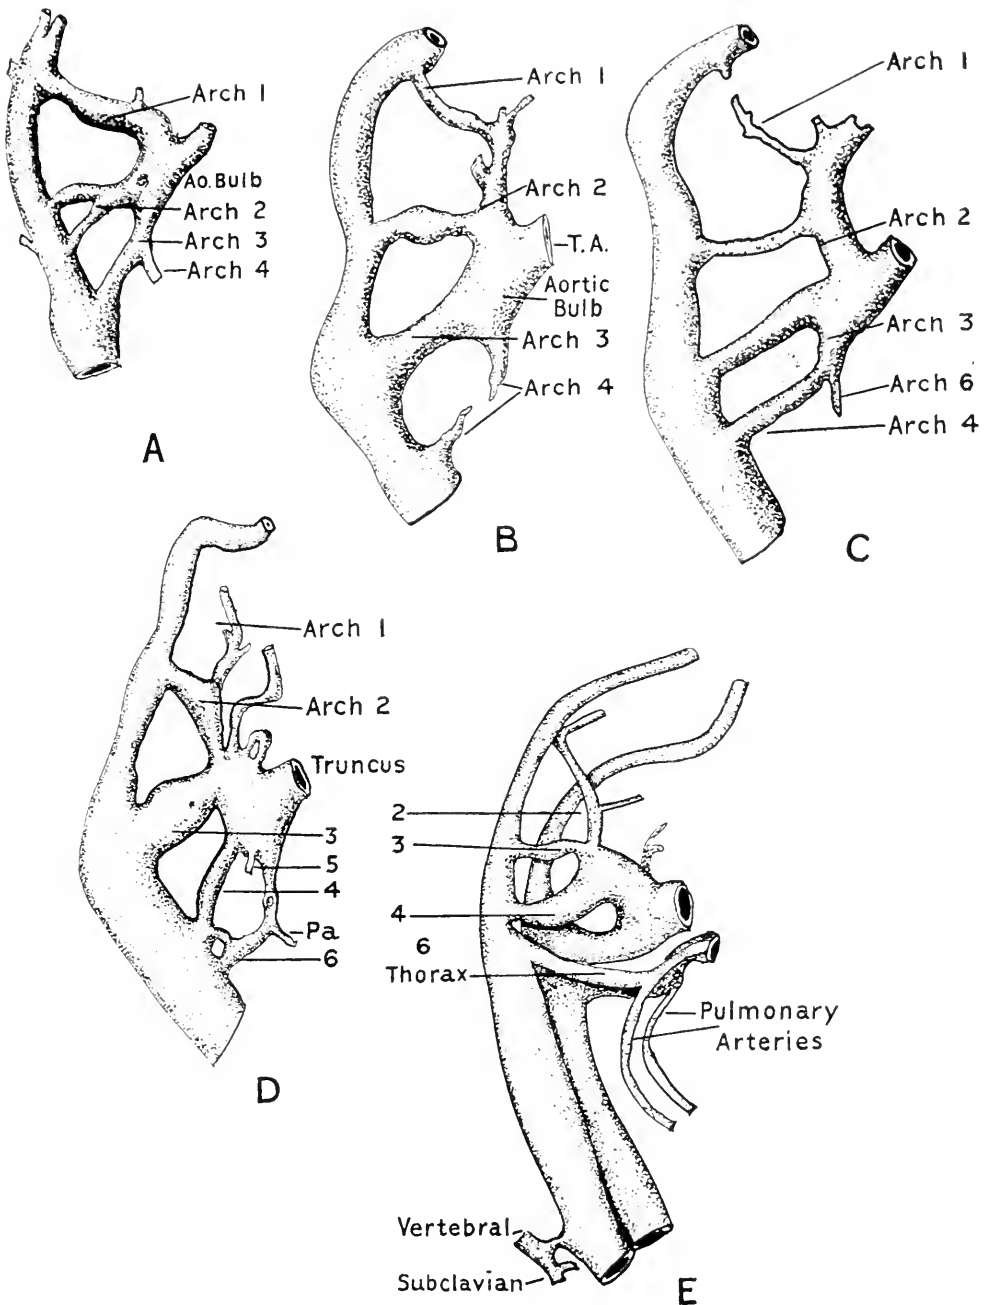 Arch 1
Ao. Bulb
Arch 2
Arch 3
Arch 4
A
Arch 1
Arch 2
T.A.
Aortic
Bulb
Arch 3
Arch 4
B
Arch 1
Arch 2
Arch 3
Arch 6
Arch 4
C
Arch 1
Arch 2
Truncus
3
5
4
Pa.
6
D
2
3
4
6
Thorax
Pulmonary
Arteries
Vertebral
Subclavian
E